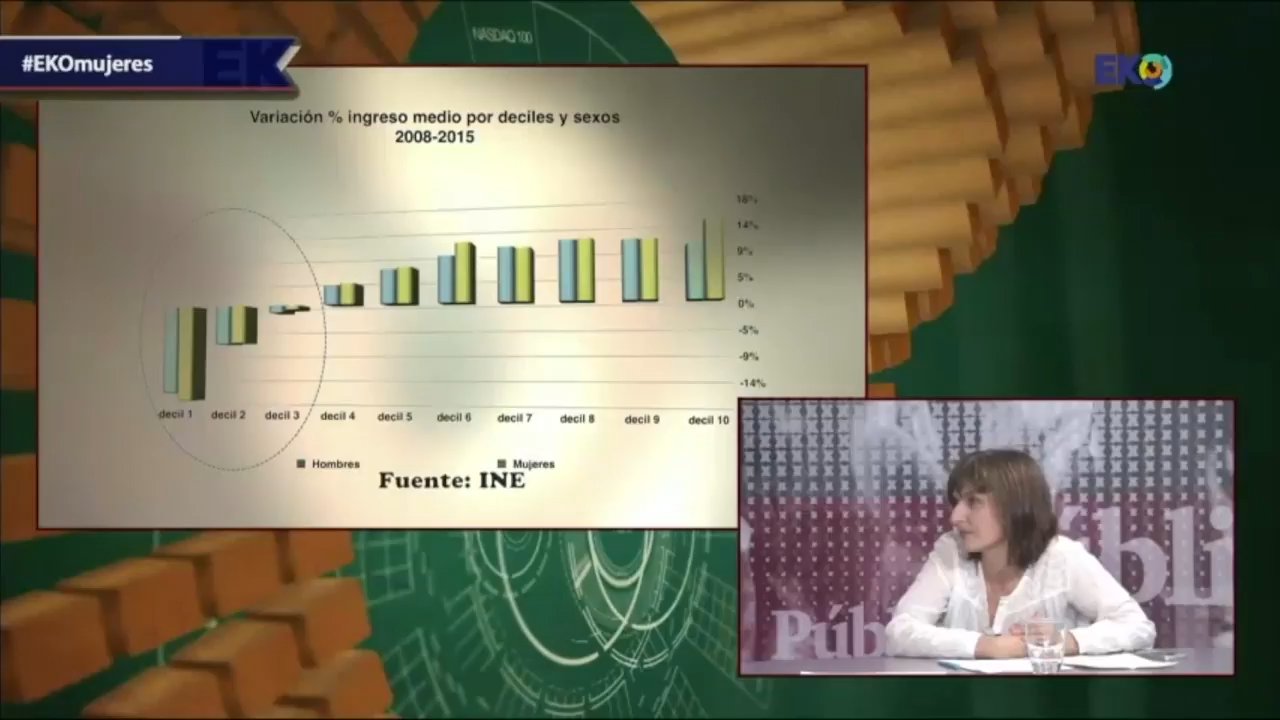 NASDAQ 100
#EKOmujeres
EK
EKO
Variación % ingreso medio por deciles y sexos
2008-2015
18%
14%
9%
5%
0%
-5%
-9%
-14%
decil 1 decil 2 decil 3 decil 4 decil 5 decil 6 decil 7 decil 8 decil 9 decil 10
Hombres Mujeres
Fuente: INE
úbli
Púb